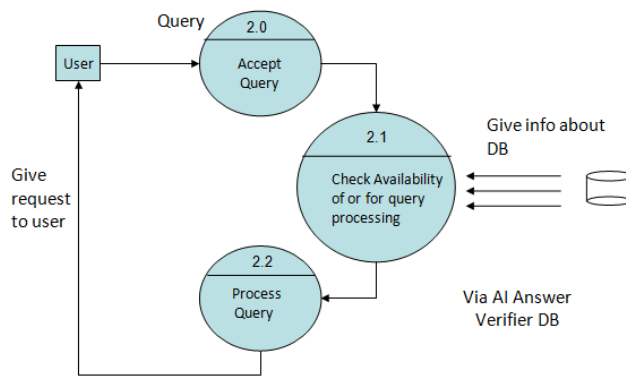 Query
2.0
User
Accept
Query
2.1
Give info about
DB
Check Availability
of or for query
processing
Give
request
to user
2.2
Process
Query
Via AI Answer
Verifier DB